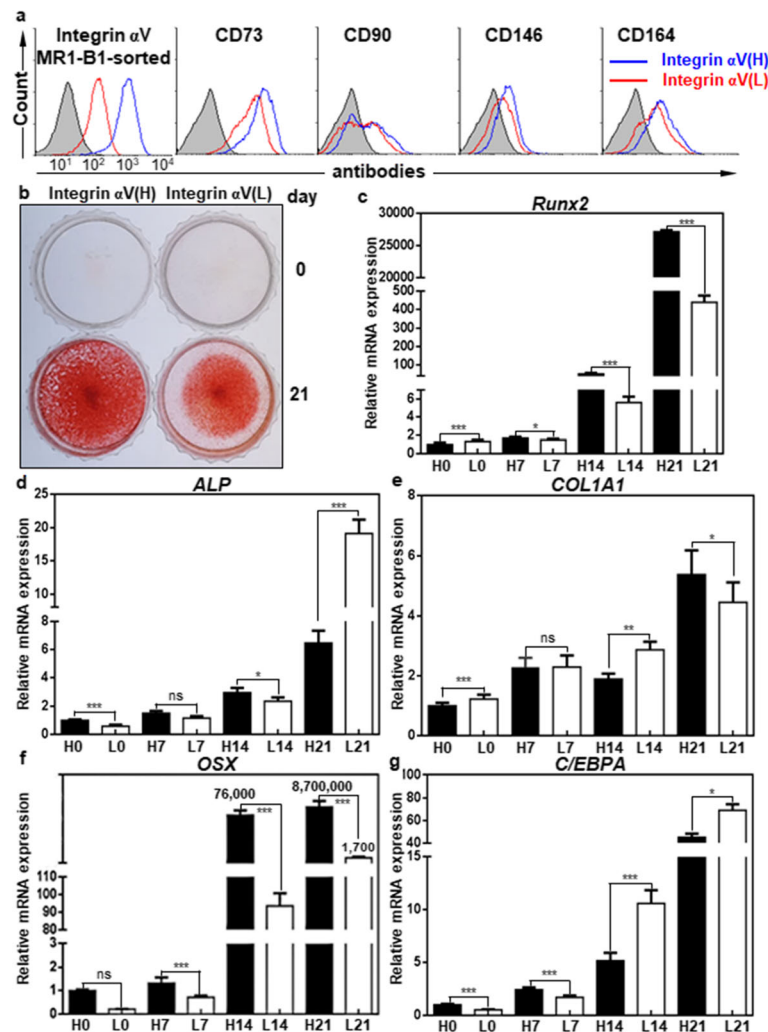 a
Integrin αV
MR1-B1-sorted
CD73
CD90
CD146
CD164
Integrin αV(H)
Integrin αV(L)
Count
10¹ 10² 10³ 10⁴
antibodies
b
Integrin αV(H) Integrin αV(L) day
0
21
c
Runx2
Relative mRNA expression
30000
25000
20000
500
400
300
200
100
6
4
2
0
***
*
***
***
H0 L0 H7 L7 H14 L14 H21 L21
d
ALP
Relative mRNA expression
25
20
15
10
8
6
4
2
0
***
ns
*
***
H0 L0 H7 L7 H14 L14 H21 L21
e
COL1A1
Relative mRNA expression
8
6
4
2
0
***
ns
**
*
H0 L0 H7 L7 H14 L14 H21 L21
f
OSX
Relative mRNA expression
110
100
90
80
3
2
1
0
ns
***
76,000
***
8,700,000
***
1,700
H0 L0 H7 L7 H14 L14 H21 L21
g
C/EBPA
Relative mRNA expression
100
80
60
40
15
10
5
0
***
***
***
*
H0 L0 H7 L7 H14 L14 H21 L21